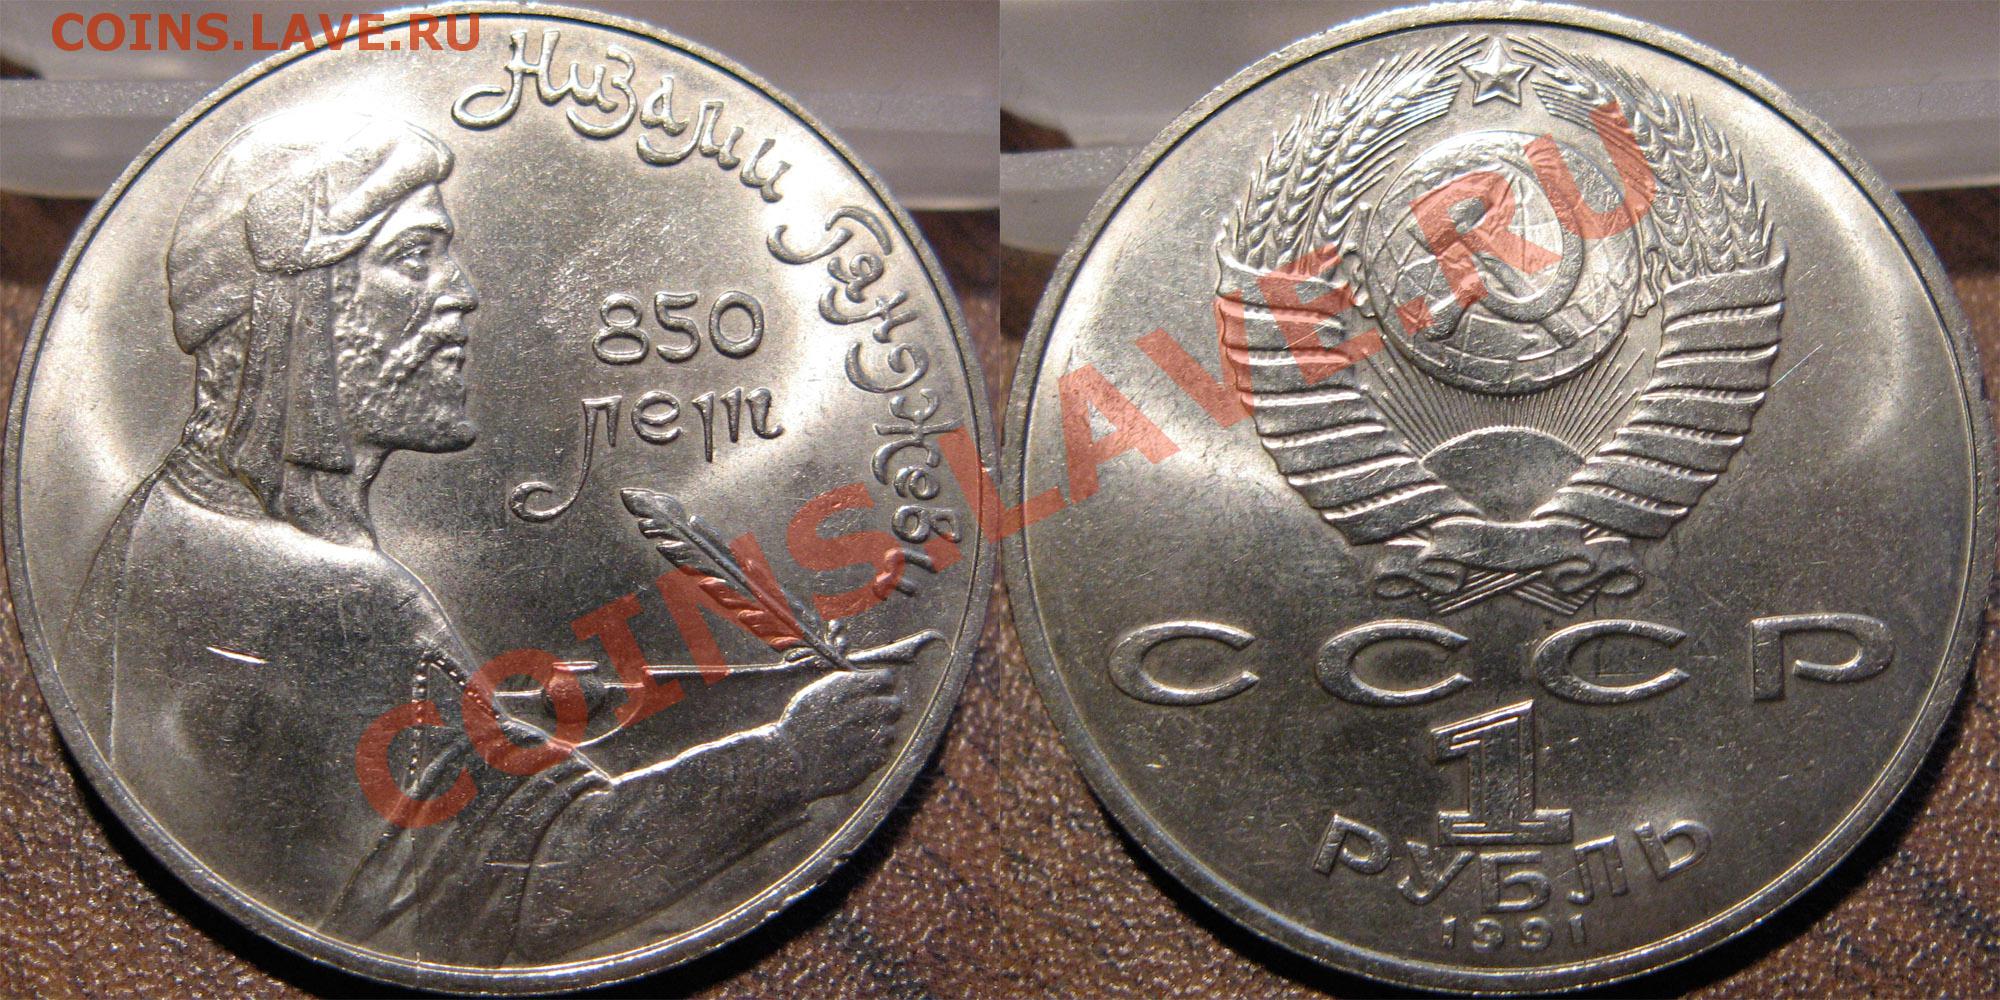 COINS.LAVE.RU
Низами Гянджеви
850
лет
COINS.LAVE.RU
СССР
1
РУБЛЬ
1991